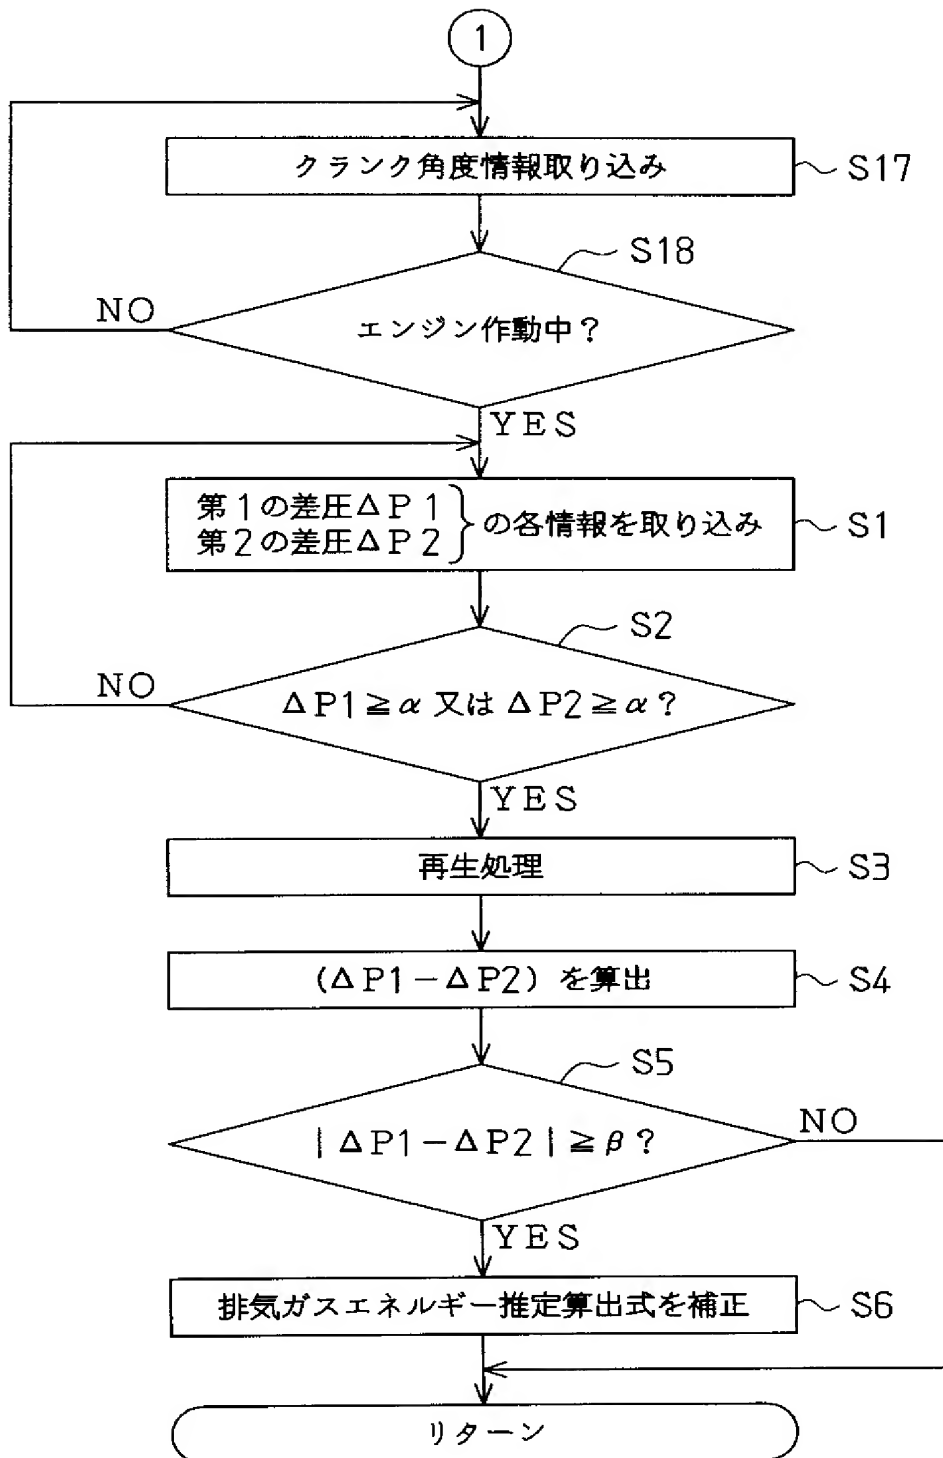 1
クランク角度情報取り込み
S17
S18
エンジン作動中？
NO
YES
第1の差圧ΔP1
第2の差圧ΔP2
}の各情報を取り込み
S1
S2
ΔP1≧α又はΔP2≧α？
NO
YES
再生処理
S3
(ΔP1-ΔP2)を算出
S4
S5
|ΔP1-ΔP2|≧β？
NO
YES
排気ガスエネルギー推定算出式を補正
S6
リターン